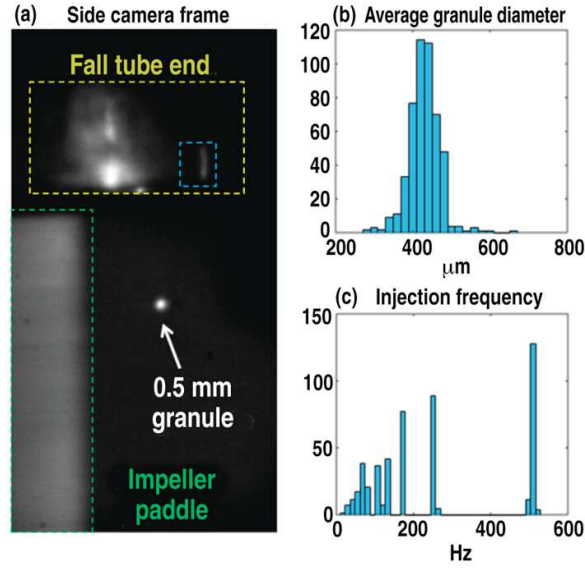 (a) Side camera frame
Fall tube end
0.5 mm
granule
Impeller
paddle
(b) Average granule diameter
120
100
80
60
40
20
0
200 400 600 800
μm
(c) Injection frequency
150
100
50
0
0 200 400 600
Hz